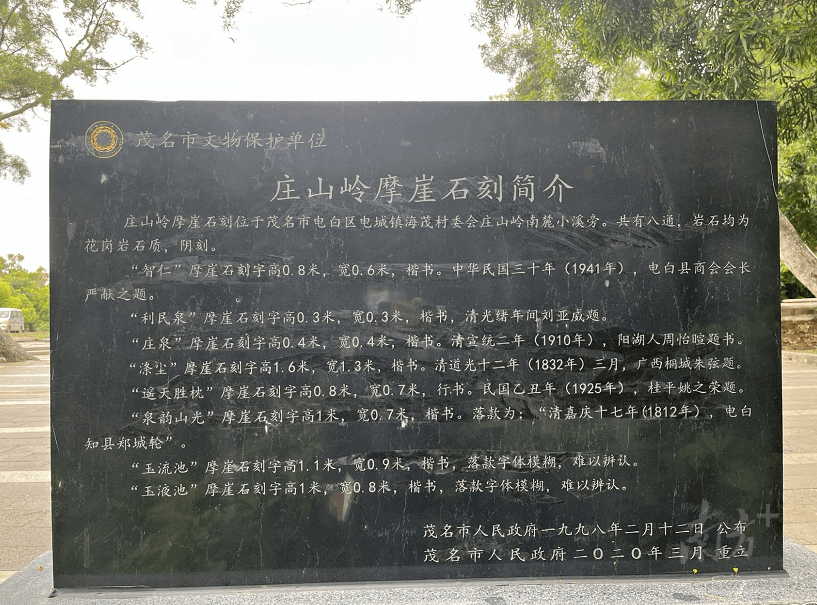 茂名市文物保护单位
庄山岭摩崖石刻简介
庄山岭摩崖石刻位于茂名市电白区电城镇海茂村委会庄山岭南麓小溪旁。共有八通，岩石均为
花岗岩石质，阴刻。
“智仁”摩崖石刻字高0.8米，宽0.6米，楷书。中华民国三十年（1941年），电白县商会会长
严献之题。
“利民泉”摩崖石刻字高0.3米，宽0.3米，楷书，清光绪年间刘亚威题。
“庄泉”摩崖石刻字高0.4米，宽0.4米，楷书。清宣统二年（1910年），阳湖人周怡暄题书。
“涤尘”摩崖石刻字高1.6米，宽1.3米，楷书。清道光十二年（1832年）三月，广西桐城朱弦题。
“遥天胜枕”摩崖石刻字高0.8米，宽0.7米，行书。民国乙丑年（1925年），桂平姚之荣题。
“泉韵山光”摩崖石刻字高1米，宽0.7米，楷书。落款为：“清嘉庆十七年(1812年），电白
知县郑城轮”。
“玉流池”摩崖石刻字高1.1米，宽0.9米，楷书，落款字体模糊，难以辨认。
“玉液池”摩崖石刻字高1米，宽0.8米，楷书，落款字体模糊，难以辨认。
茂名市人民政府一九九八年二月十二日 公布
茂名市人民政府二〇二〇年三月 重立
南方+